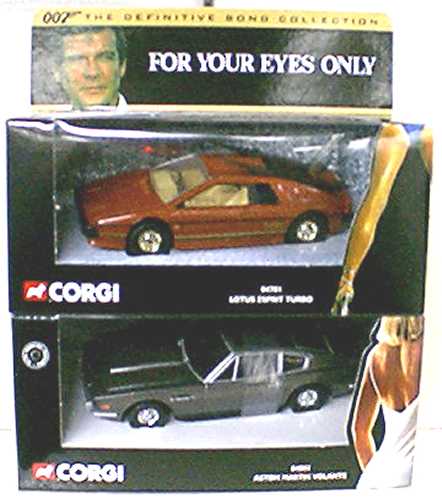 007 THE DEFINITIVE BOND COLLECTION
FOR YOUR EYES ONLY
CORGI
LOTUS ESPRIT TURBO
CORGI
ASTON MARTIN VOLANTE